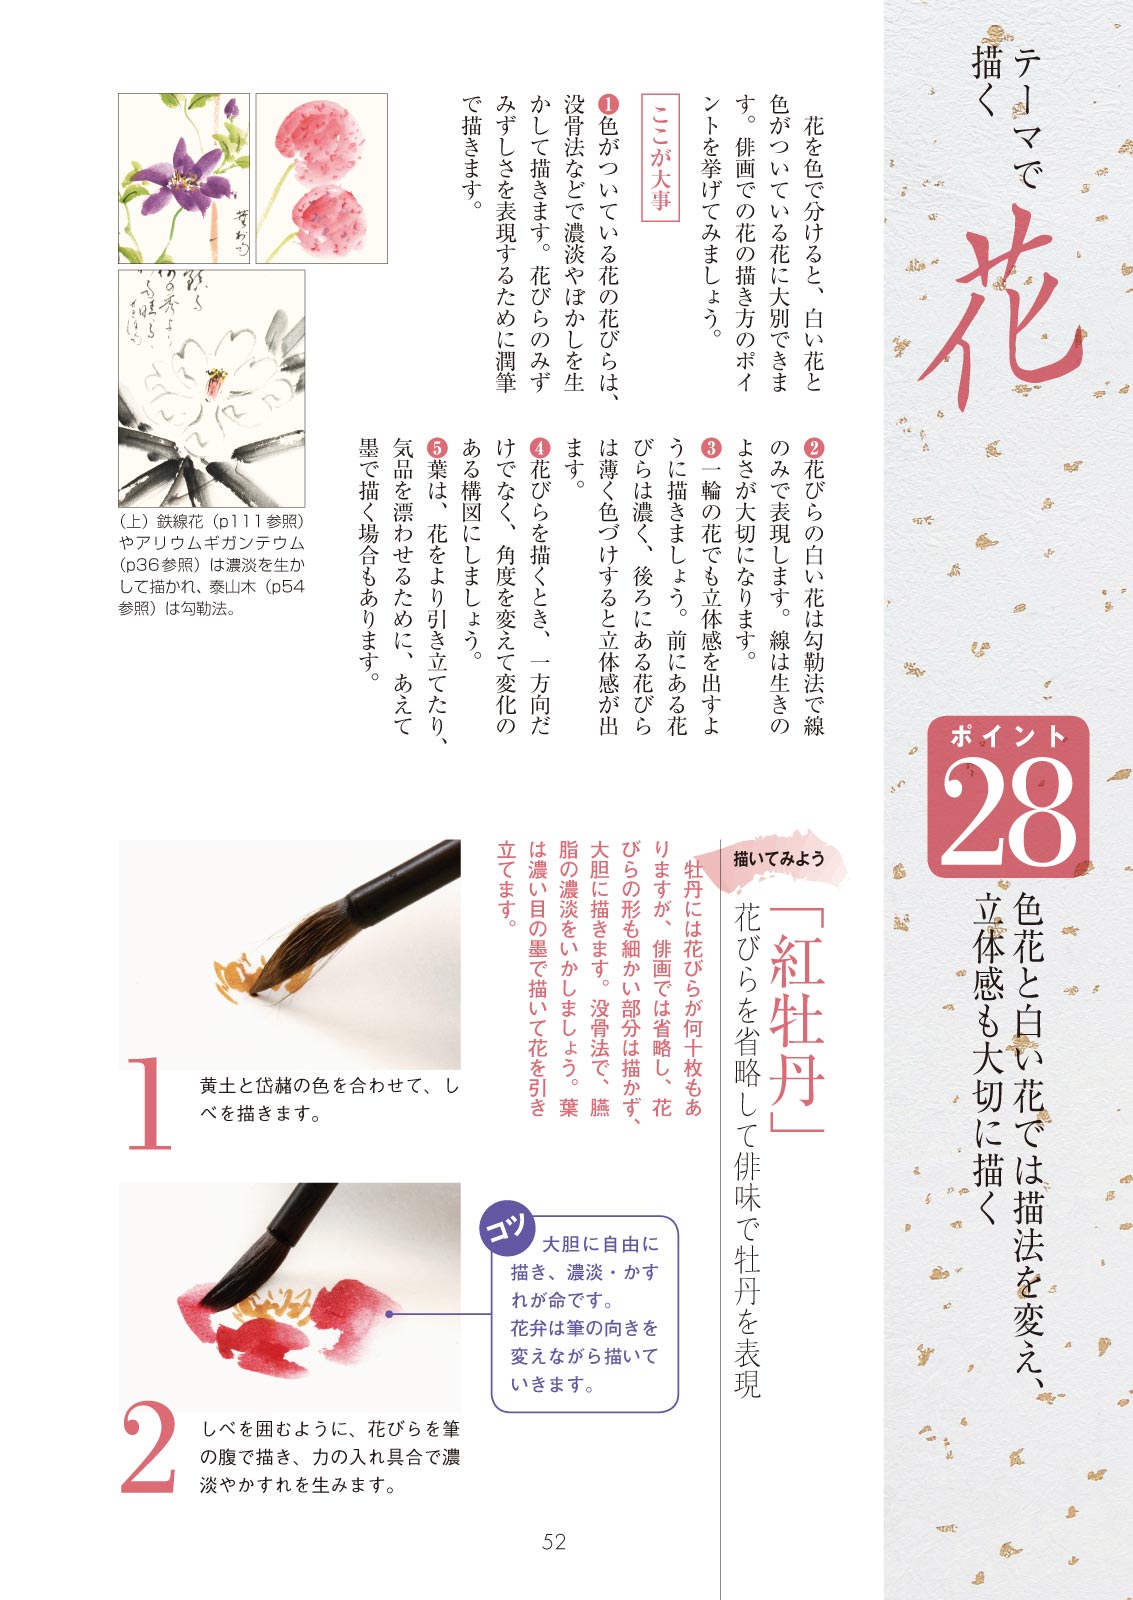 テーマで
描く
花
ポイント
28
色花と白い花では描法を変え、
立体感も大切に描く
花を色で分けると、白い花と
色がついている花に大別できま
す。俳画での花の描き方のポイ
ントを挙げてみましょう。
ここが大事
❶色がついている花の花びらは、
没骨法などで濃淡やぼかしを生
かして描きます。花びらのみず
みずしさを表現するために潤筆
で描きます。
❷花びらの白い花は勾勒法で線
のみで表現します。線は生きの
よさが大切になります。
❸一輪の花でも立体感を出すよ
うに描きましょう。前にある花
びらは濃く、後ろにある花びら
は薄く色づけすると立体感が出
ます。
❹花びらを描くとき、一方向だ
けでなく、角度を変えて変化の
ある構図にしましょう。
❺葉は、花をより引き立てたり、
気品を漂わせるために、あえて
墨で描く場合もあります。
（上）鉄線花（p111参照）
やアリウムギガンテウム
（p36参照）は濃淡を生か
して描かれ、泰山木（p54
参照）は勾勒法。
描いてみよう
「紅牡丹」
花びらを省略して俳味で牡丹を表現
牡丹には花びらが何十枚もあ
りますが、俳画では省略し、花
びらの形も細かい部分は描かず、
大胆に描きます。没骨法で、臙
脂の濃淡をいかしましょう。葉
は濃い目の墨で描いて花を引き
立てます。
1
黄土と岱赭の色を合わせて、し
べを描きます。
コツ
大胆に自由に
描き、濃淡・かす
れが命です。
花弁は筆の向きを
変えながら描いて
いきます。
2
しべを囲むように、花びらを筆
の腹で描き、力の入れ具合で濃
淡やかすれを生みます。
52